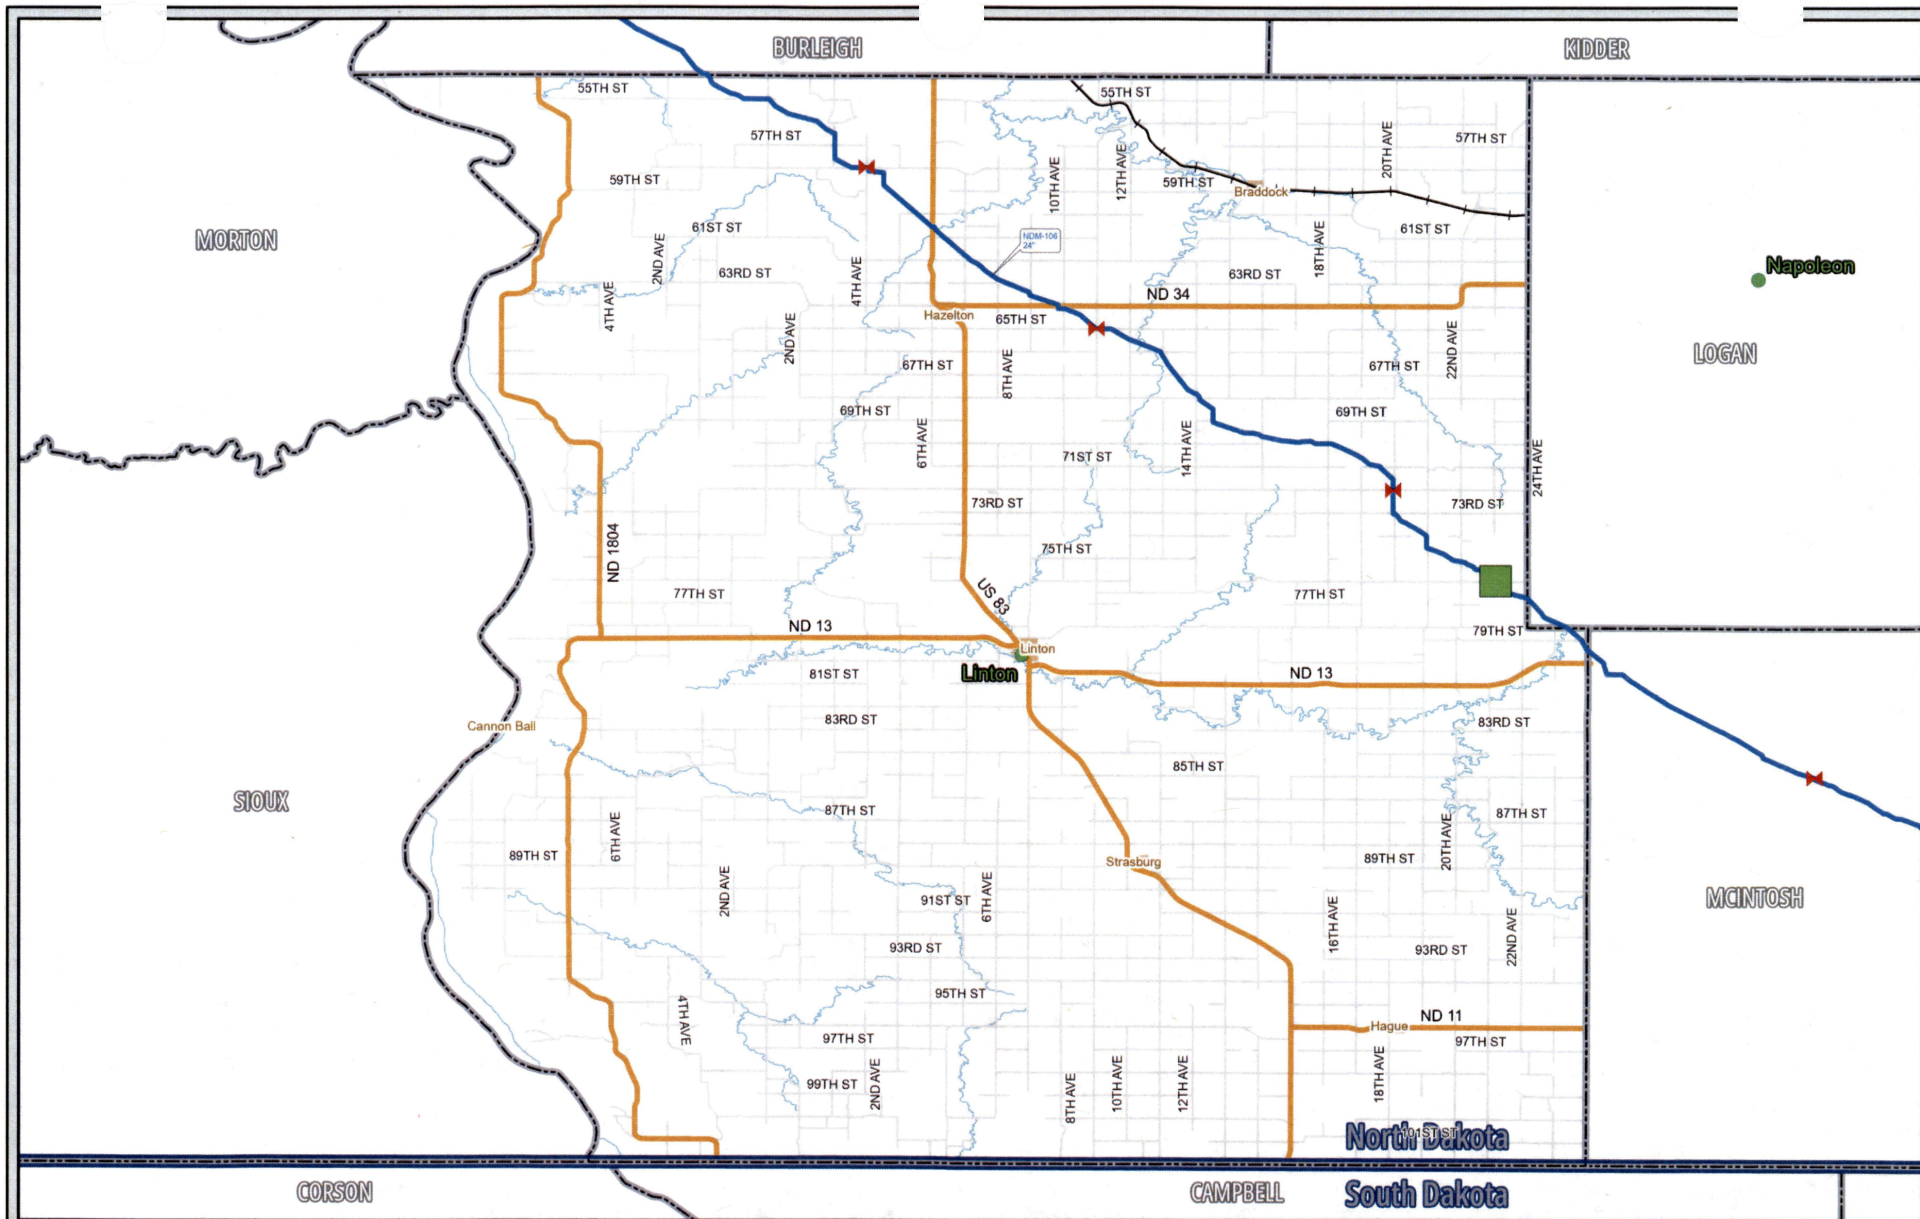 BURLEIGH
KIDDER
55TH ST
55TH ST
57TH ST
20TH AVE
57TH ST
59TH ST
10TH AVE
12TH AVE
59TH ST
Braddock
MORTON
61ST ST
2ND AVE
NDM-106
24"
18TH AVE
61ST ST
63RD ST
4TH AVE
63RD ST
Napoleon
4TH AVE
ND 34
Hazelton
65TH ST
2ND AVE
22ND AVE
LOGAN
67TH ST
8TH AVE
67TH ST
69TH ST
69TH ST
6TH AVE
14TH AVE
71ST ST
24TH AVE
73RD ST
73RD ST
ND 1804
75TH ST
77TH ST
US 83
77TH ST
ND 13
79TH ST
Linton
81ST ST
Linton
ND 13
83RD ST
83RD ST
Cannon Ball
85TH ST
SIOUX
87TH ST
87TH ST
6TH AVE
20TH AVE
89TH ST
Strasburg
89TH ST
2ND AVE
91ST ST
6TH AVE
MCINTOSH
16TH AVE
22ND AVE
93RD ST
93RD ST
95TH ST
4TH AVE
ND 11
Hague
97TH ST
97TH ST
99TH ST
2ND AVE
8TH AVE
10TH AVE
12TH AVE
18TH AVE
101ST ST
North Dakota
CORSON
CAMPBELL
South Dakota